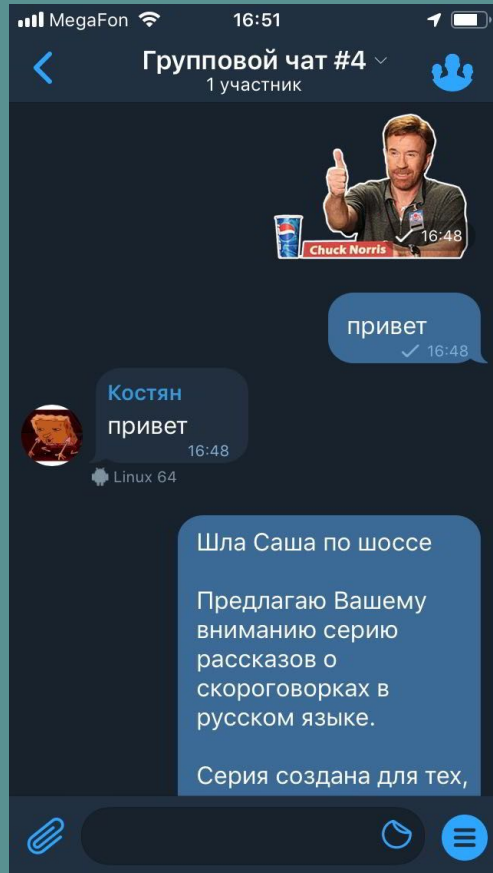 MegaFon
16:51
Групповой чат #4
1 участник
Chuck Norris
16:48
привет
16:48
Костян
привет
16:48
Linux 64
Шла Саша по шоссе
Предлагаю Вашему
вниманию серию
рассказов о
скороговорках в
русском языке.
Серия создана для тех,